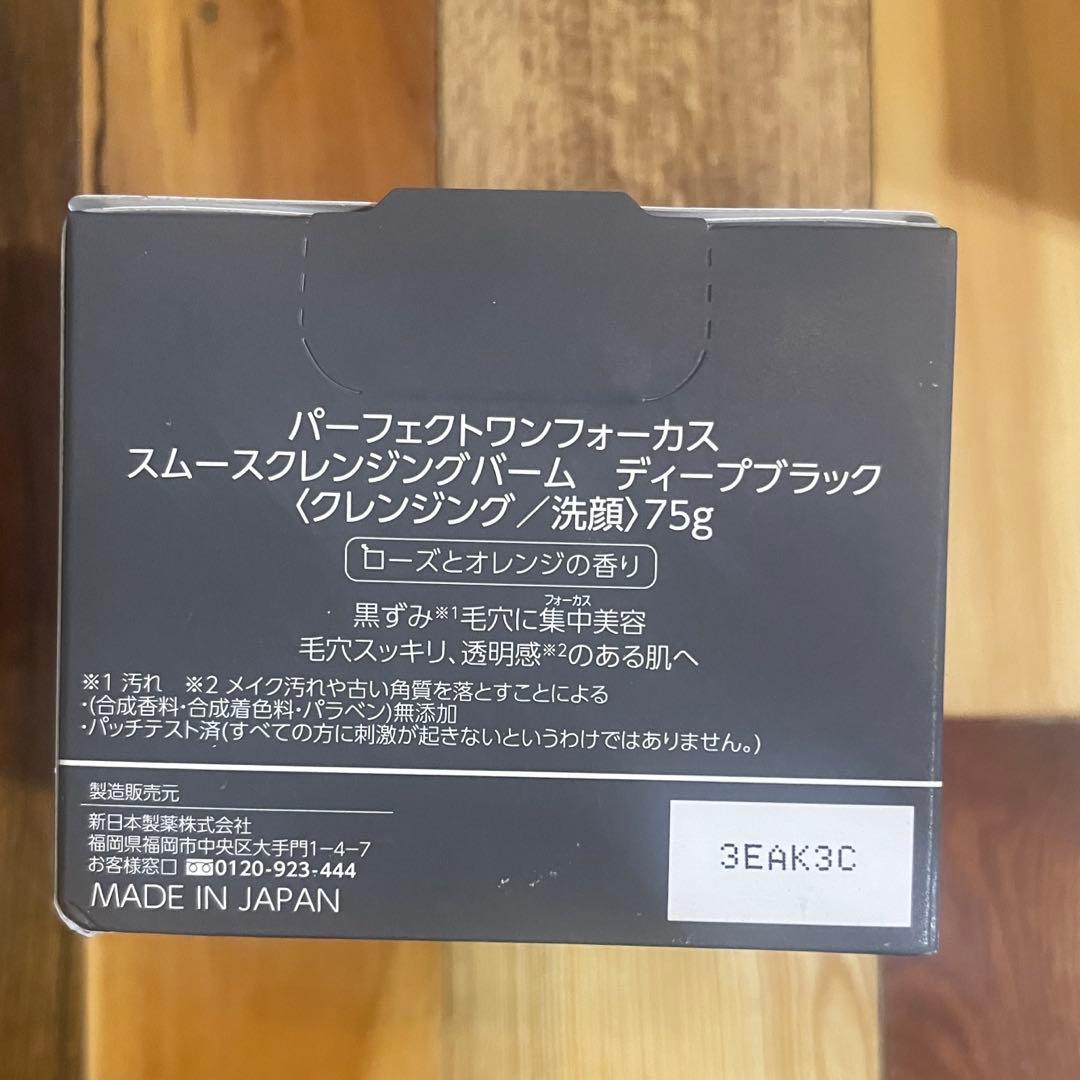 パーフェクトワンフォーカス
スムースクレンジングバーム　ディープブラック
〈クレンジング／洗顔〉75g
ローズとオレンジの香り
フォーカス
黒ずみ※1毛穴に集中美容
毛穴スッキリ、透明感※2のある肌へ
※1 汚れ　※2 メイク汚れや古い角質を落とすことによる
・(合成香料・合成着色料・パラベン)無添加
・パッチテスト済(すべての方に刺激が起きないというわけではありません。)
製造販売元
新日本製薬株式会社
福岡県福岡市中央区大手門1-4-7
お客様窓口 0120-923-444
MADE IN JAPAN
3EAK3C